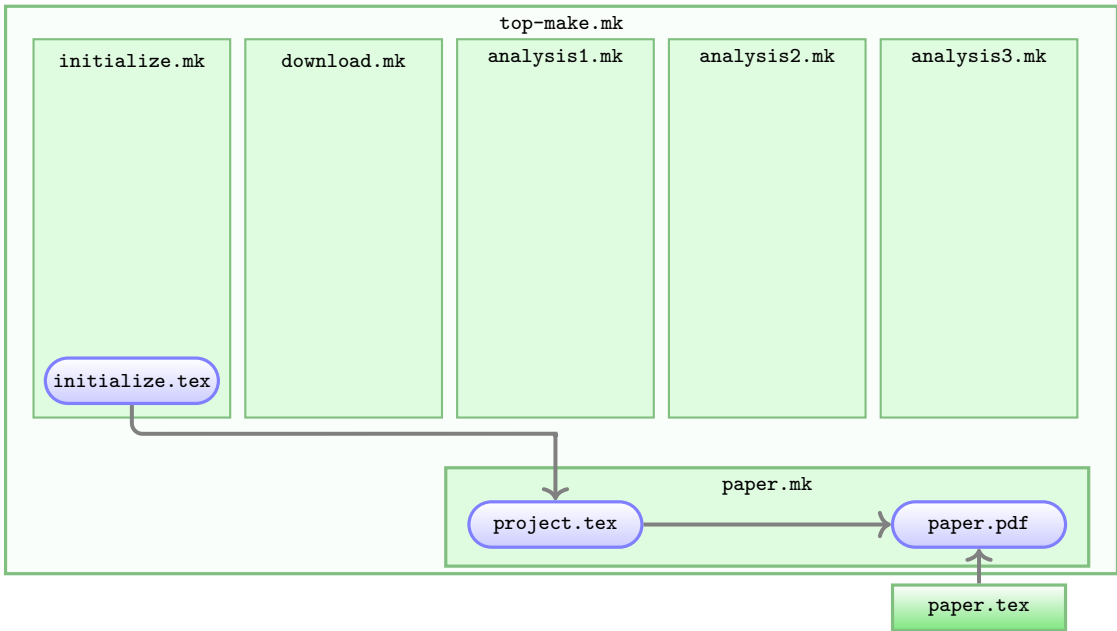 top-make.mk
initialize.mk
download.mk
analysis1.mk
analysis2.mk
analysis3.mk
initialize.tex
paper.mk
project.tex
paper.pdf
paper.tex